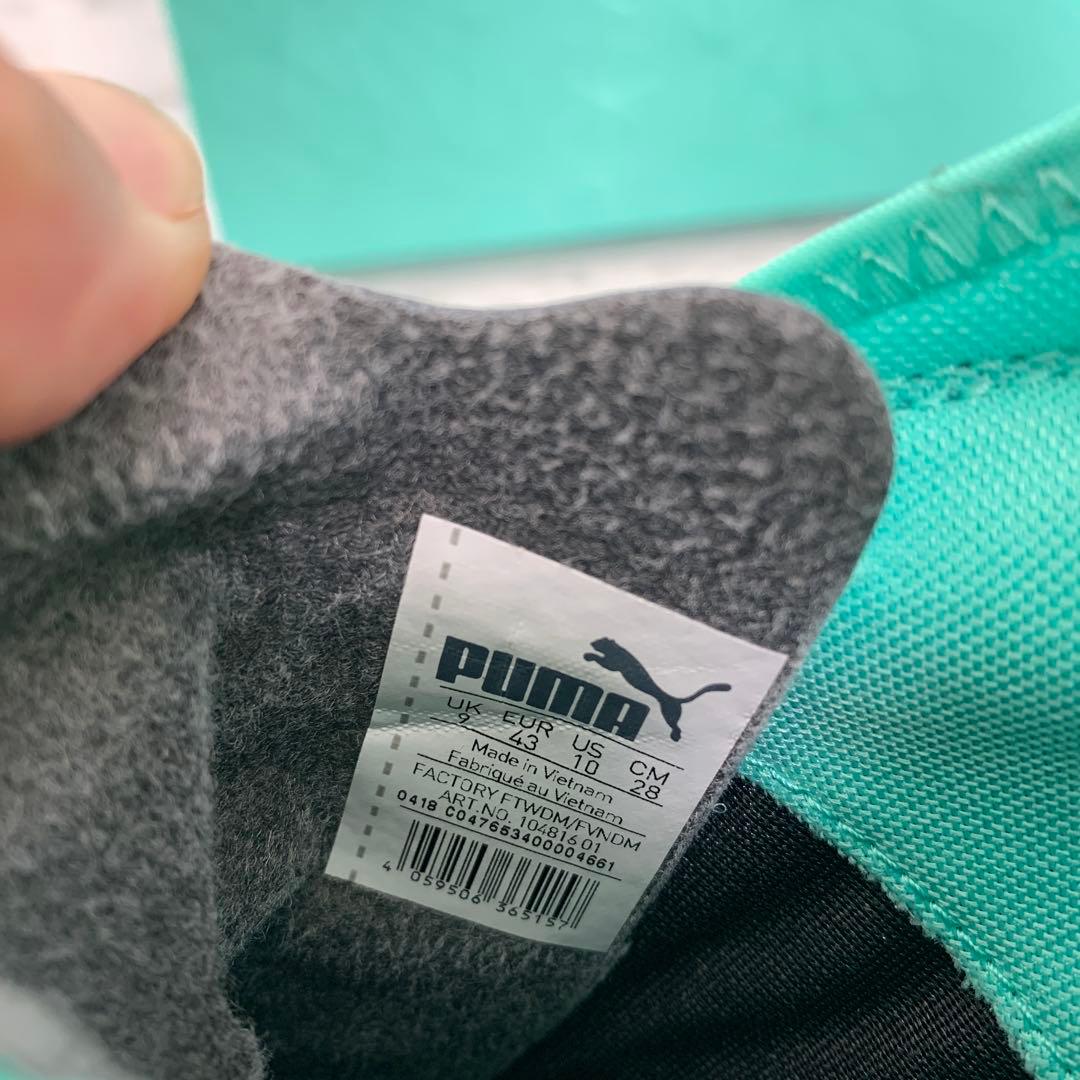 PUMA
UK EUR US CM
9 43 10 28
Made in Vietnam
Fabriqué au Vietnam
FACTORY FTWDM/FVNDM
ART.NO. 104816 01
0418 C047653400004661
4 059506 365157